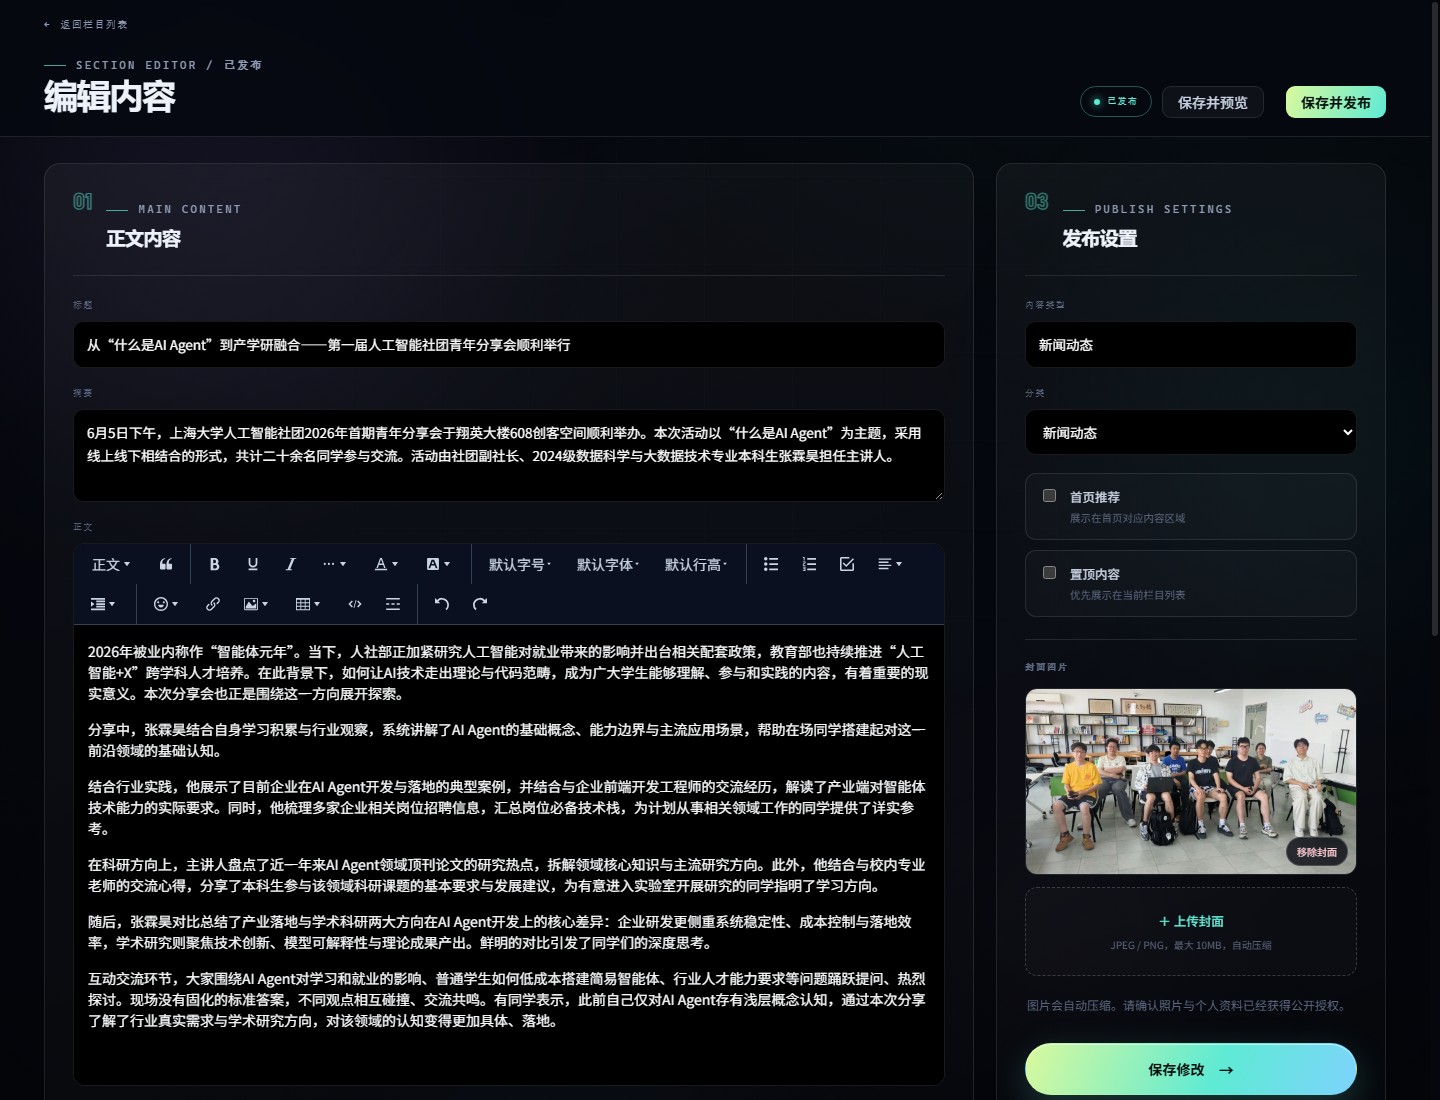 ← 返回栏目列表
SECTION EDITOR / 已发布
编辑内容
已发布
保存并预览
保存并发布
01
MAIN CONTENT
正文内容
标题
从“什么是AI Agent”到产学研融合——第一届人工智能社团青年分享会顺利举行
摘要
6月5日下午，上海大学人工智能社团2026年首期青年分享会于翔英大楼608创客空间顺利举办。本次活动以“什么是AI Agent”为主题，采用
线上线下相结合的形式，共计二十余名同学参与交流。活动由社团副社长、2024级数据科学与大数据技术专业本科生张霖昊担任主讲人。
正文
正文
B U I ··· A A 默认字号 默认字体 默认行高
2026年被业内称作“智能体元年”。当下，人社部正加紧研究人工智能对就业带来的影响并出台相关配套政策，教育部也持续推进“人工
智能+X”跨学科人才培养。在此背景下，如何让AI技术走出理论与代码范畴，成为广大学生能够理解、参与和实践的内容，有着重要的现
实意义。本次分享会也正是围绕这一方向展开探索。
分享中，张霖昊结合自身学习积累与行业观察，系统讲解了AI Agent的基础概念、能力边界与主流应用场景，帮助在场同学搭建起对这一
前沿领域的基础认知。
结合行业实践，他展示了目前企业在AI Agent开发与落地的典型案例，并结合与企业前端开发工程师的交流经历，解读了产业端对智能体
技术能力的实际要求。同时，他梳理多家企业相关岗位招聘信息，汇总岗位必备技术栈，为计划从事相关领域工作的同学提供了详实参
考。
在科研方向上，主讲人盘点了近一年来AI Agent领域顶刊论文的研究热点，拆解领域核心知识与主流研究方向。此外，他结合与校内专业
老师的交流心得，分享了本科生参与该领域科研课题的基本要求与发展建议，为有意进入实验室开展研究的同学指明了学习方向。
随后，张霖昊对比总结了产业落地与学术科研两大方向在AI Agent开发上的核心差异：企业研发更侧重系统稳定性、成本控制与落地效
率，学术研究则聚焦技术创新、模型可解释性与理论成果产出。鲜明的对比引发了同学们的深度思考。
互动交流环节，大家围绕AI Agent对学习和就业的影响、普通学生如何低成本搭建简易智能体、行业人才能力要求等问题踊跃提问、热烈
探讨。现场没有固化的标准答案，不同观点相互碰撞、交流共鸣。有同学表示，此前自己仅对AI Agent存有浅层概念认知，通过本次分享
了解了行业真实需求与学术研究方向，对该领域的认知变得更加具体、落地。
03
PUBLISH SETTINGS
发布设置
内容类型
新闻动态
分类
新闻动态
首页推荐
展示在首页对应内容区域
置顶内容
优先展示在当前栏目列表
封面图片
移除封面
＋ 上传封面
JPEG / PNG，最大 10MB，自动压缩
图片会自动压缩。请确认照片与个人资料已经获得公开授权。
保存修改 →